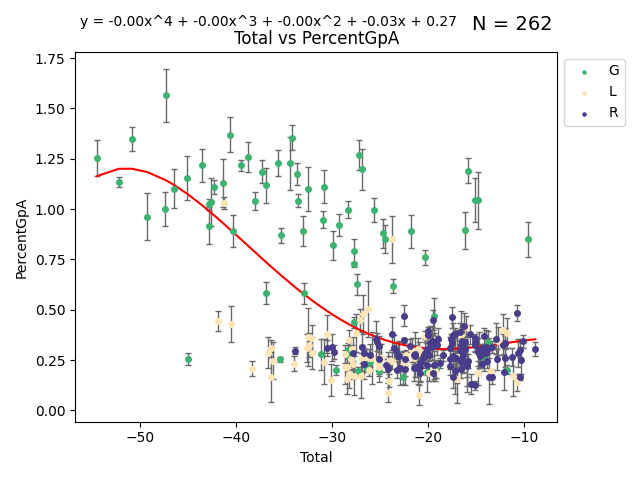 y = -0.00x^4 + -0.00x^3 + -0.00x^2 + -0.03x + 0.27
N = 262
Total vs PercentGpA
G
L
R
PercentGpA
1.75
1.50
1.25
1.00
0.75
0.50
0.25
0.00
−50
−40
−30
−20
−10
Total